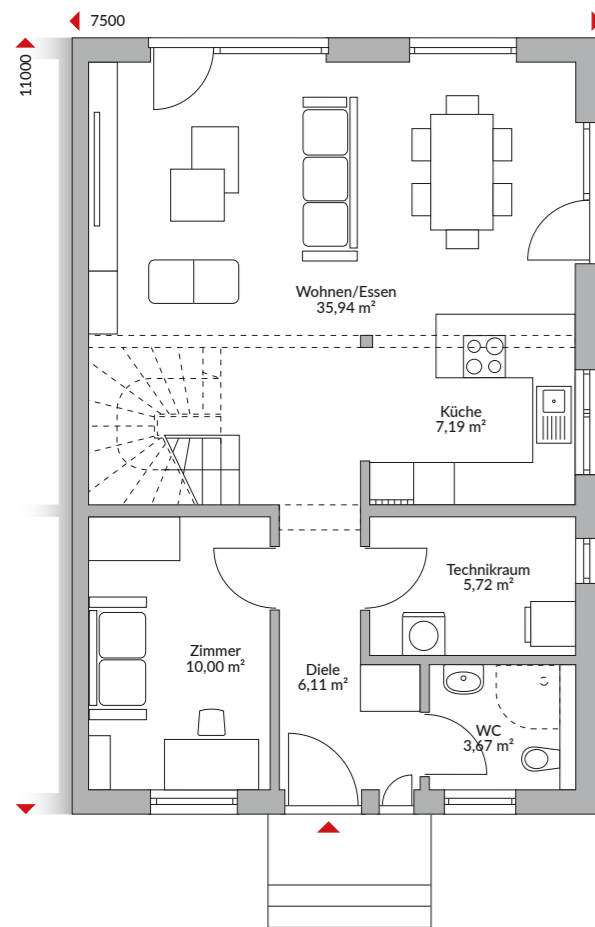 7500
11000
Wohnen/Essen
35,94 m²
Küche
7,19 m²
Technikraum
5,72 m²
Zimmer
10,00 m²
Diele
6,11 m²
WC
3,67 m²